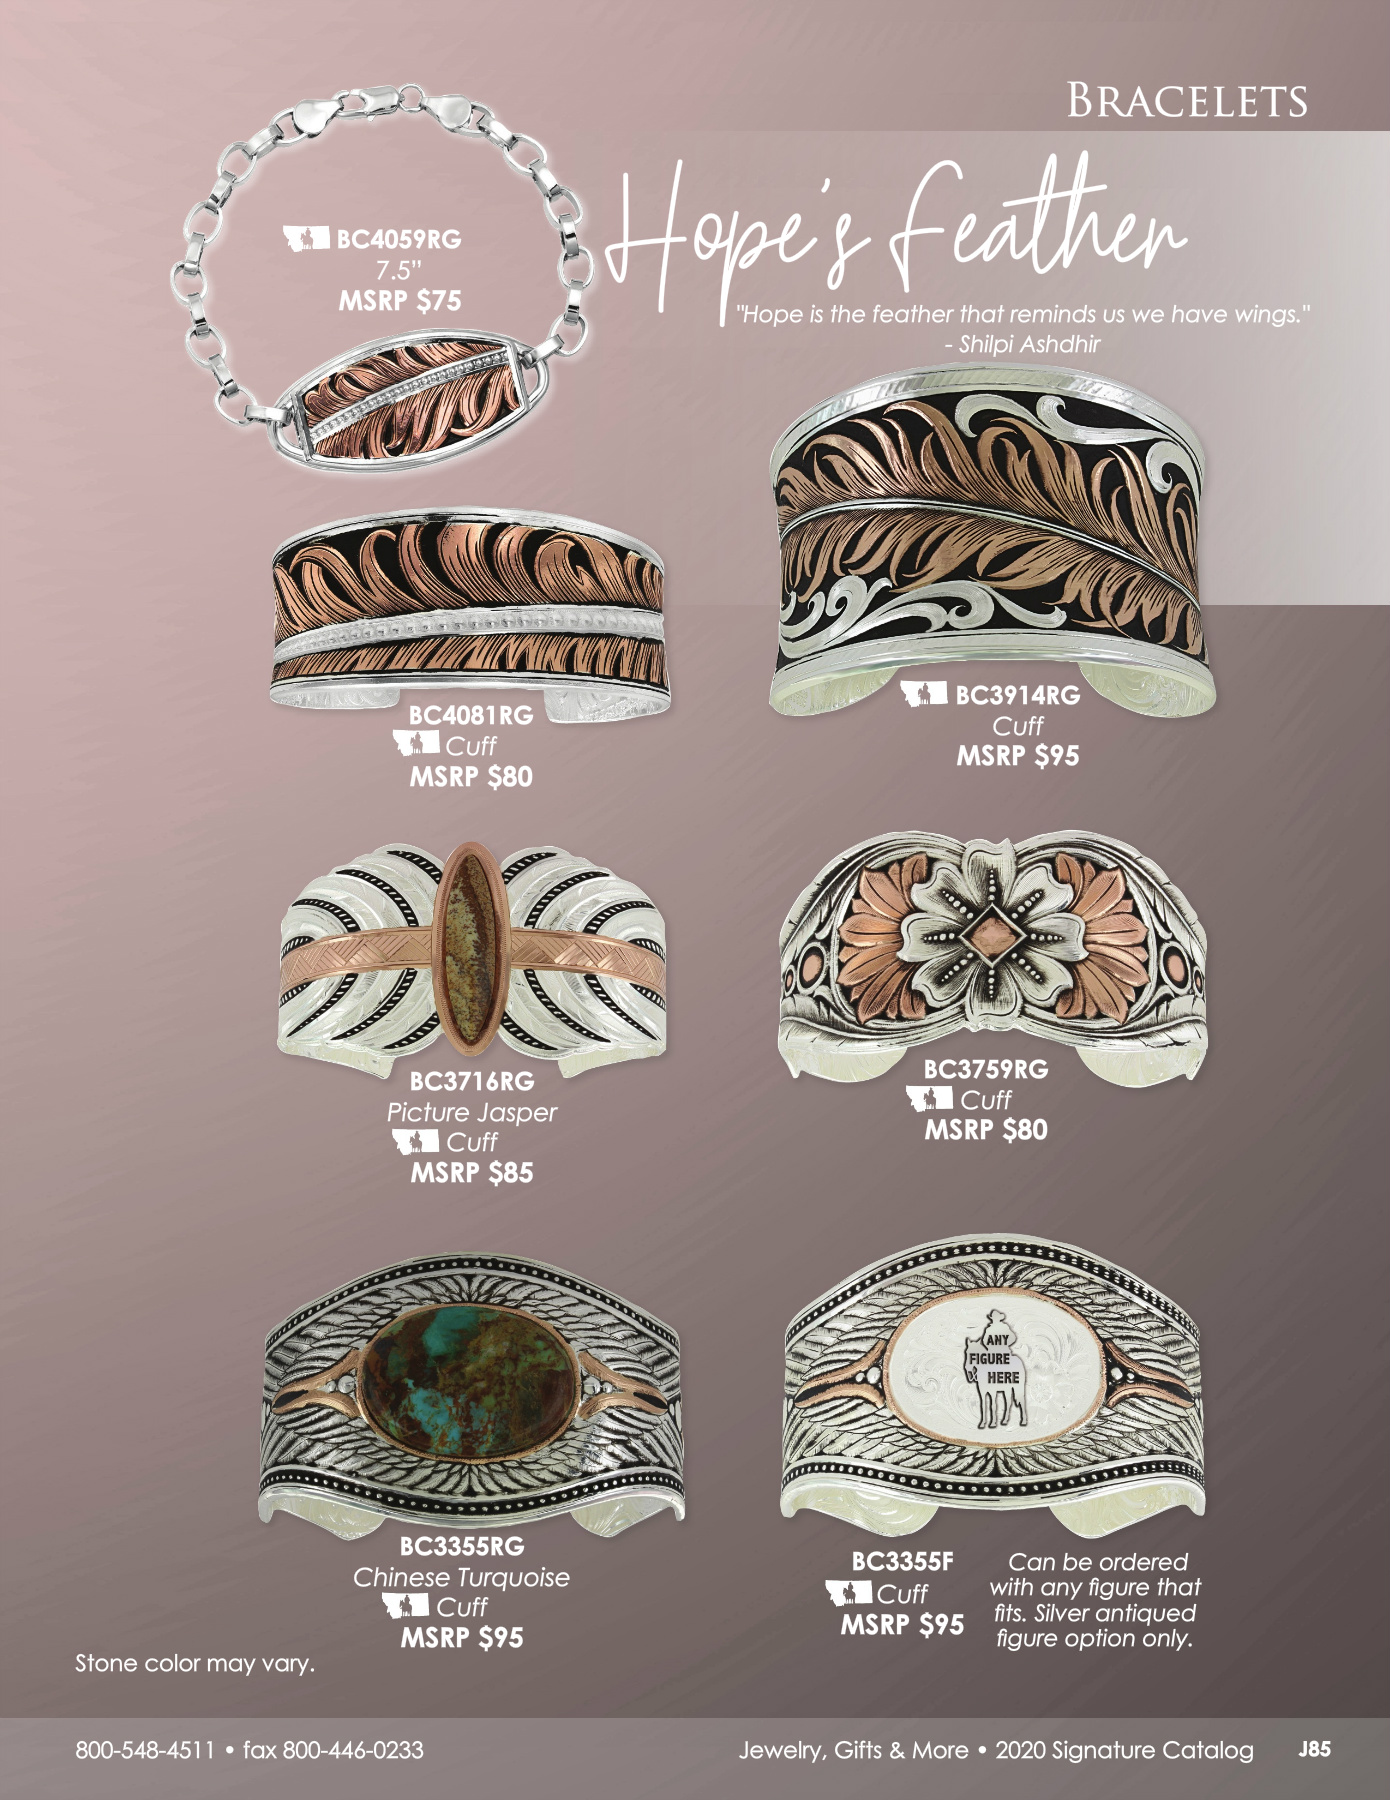 BRACELETS
Hope's Feather
"Hope is the feather that reminds us we have wings."
- Shilpi Ashdhir
BC4059RG
7.5"
MSRP $75
BC4081RG
Cuff
MSRP $80
BC3914RG
Cuff
MSRP $95
BC3716RG
Picture Jasper
Cuff
MSRP $85
BC3759RG
Cuff
MSRP $80
ANY
FIGURE
HERE
BC3355RG
Chinese Turquoise
Cuff
MSRP $95
BC3355F
Cuff
MSRP $95
Can be ordered
with any figure that
fits. Silver antiqued
figure option only.
Stone color may vary.
800-548-4511 • fax 800-446-0233
Jewelry, Gifts & More • 2020 Signature Catalog J85